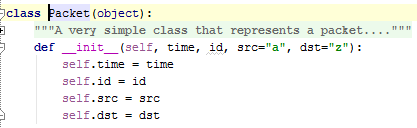 class Packet(object):
    """A very simple class that represents a packet...."""
    def __init__(self, time, id, src="a", dst="z"):
        self.time = time
        self.id = id
        self.src = src
        self.dst = dst